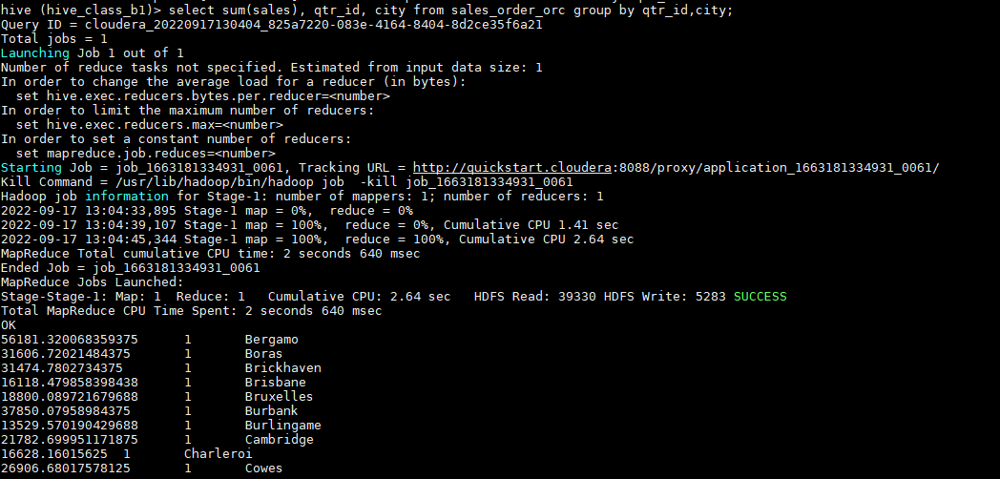 hive (hive_class_b1)> select sum(sales), qtr_id, city from sales_order_orc group by qtr_id,city;
Query ID = cloudera_20220917130404_825a7220-083e-4164-8404-8d2ce35f6a21
Total jobs = 1
Launching Job 1 out of 1
Number of reduce tasks not specified. Estimated from input data size: 1
In order to change the average load for a reducer (in bytes):
  set hive.exec.reducers.bytes.per.reducer=<number>
In order to limit the maximum number of reducers:
  set hive.exec.reducers.max=<number>
In order to set a constant number of reducers:
  set mapreduce.job.reduces=<number>
Starting Job = job_1663181334931_0061, Tracking URL = http://quickstart.cloudera:8088/proxy/application_1663181334931_0061/
Kill Command = /usr/lib/hadoop/bin/hadoop job  -kill job_1663181334931_0061
Hadoop job information for Stage-1: number of mappers: 1; number of reducers: 1
2022-09-17 13:04:33,895 Stage-1 map = 0%,  reduce = 0%
2022-09-17 13:04:39,107 Stage-1 map = 100%,  reduce = 0%, Cumulative CPU 1.41 sec
2022-09-17 13:04:45,344 Stage-1 map = 100%,  reduce = 100%, Cumulative CPU 2.64 sec
MapReduce Total cumulative CPU time: 2 seconds 640 msec
Ended Job = job_1663181334931_0061
MapReduce Jobs Launched:
Stage-Stage-1: Map: 1  Reduce: 1   Cumulative CPU: 2.64 sec   HDFS Read: 39330 HDFS Write: 5283 SUCCESS
Total MapReduce CPU Time Spent: 2 seconds 640 msec
OK
56181.320068359375      1       Bergamo
31606.72021484375       1       Boras
31474.7802734375        1       Brickhaven
16118.479858398438      1       Brisbane
18800.089721679688      1       Bruxelles
37850.07958984375       1       Burbank
13529.570190429688      1       Burlingame
21782.699951171875      1       Cambridge
16628.16015625  1       Charleroi
26906.68017578125       1       Cowes